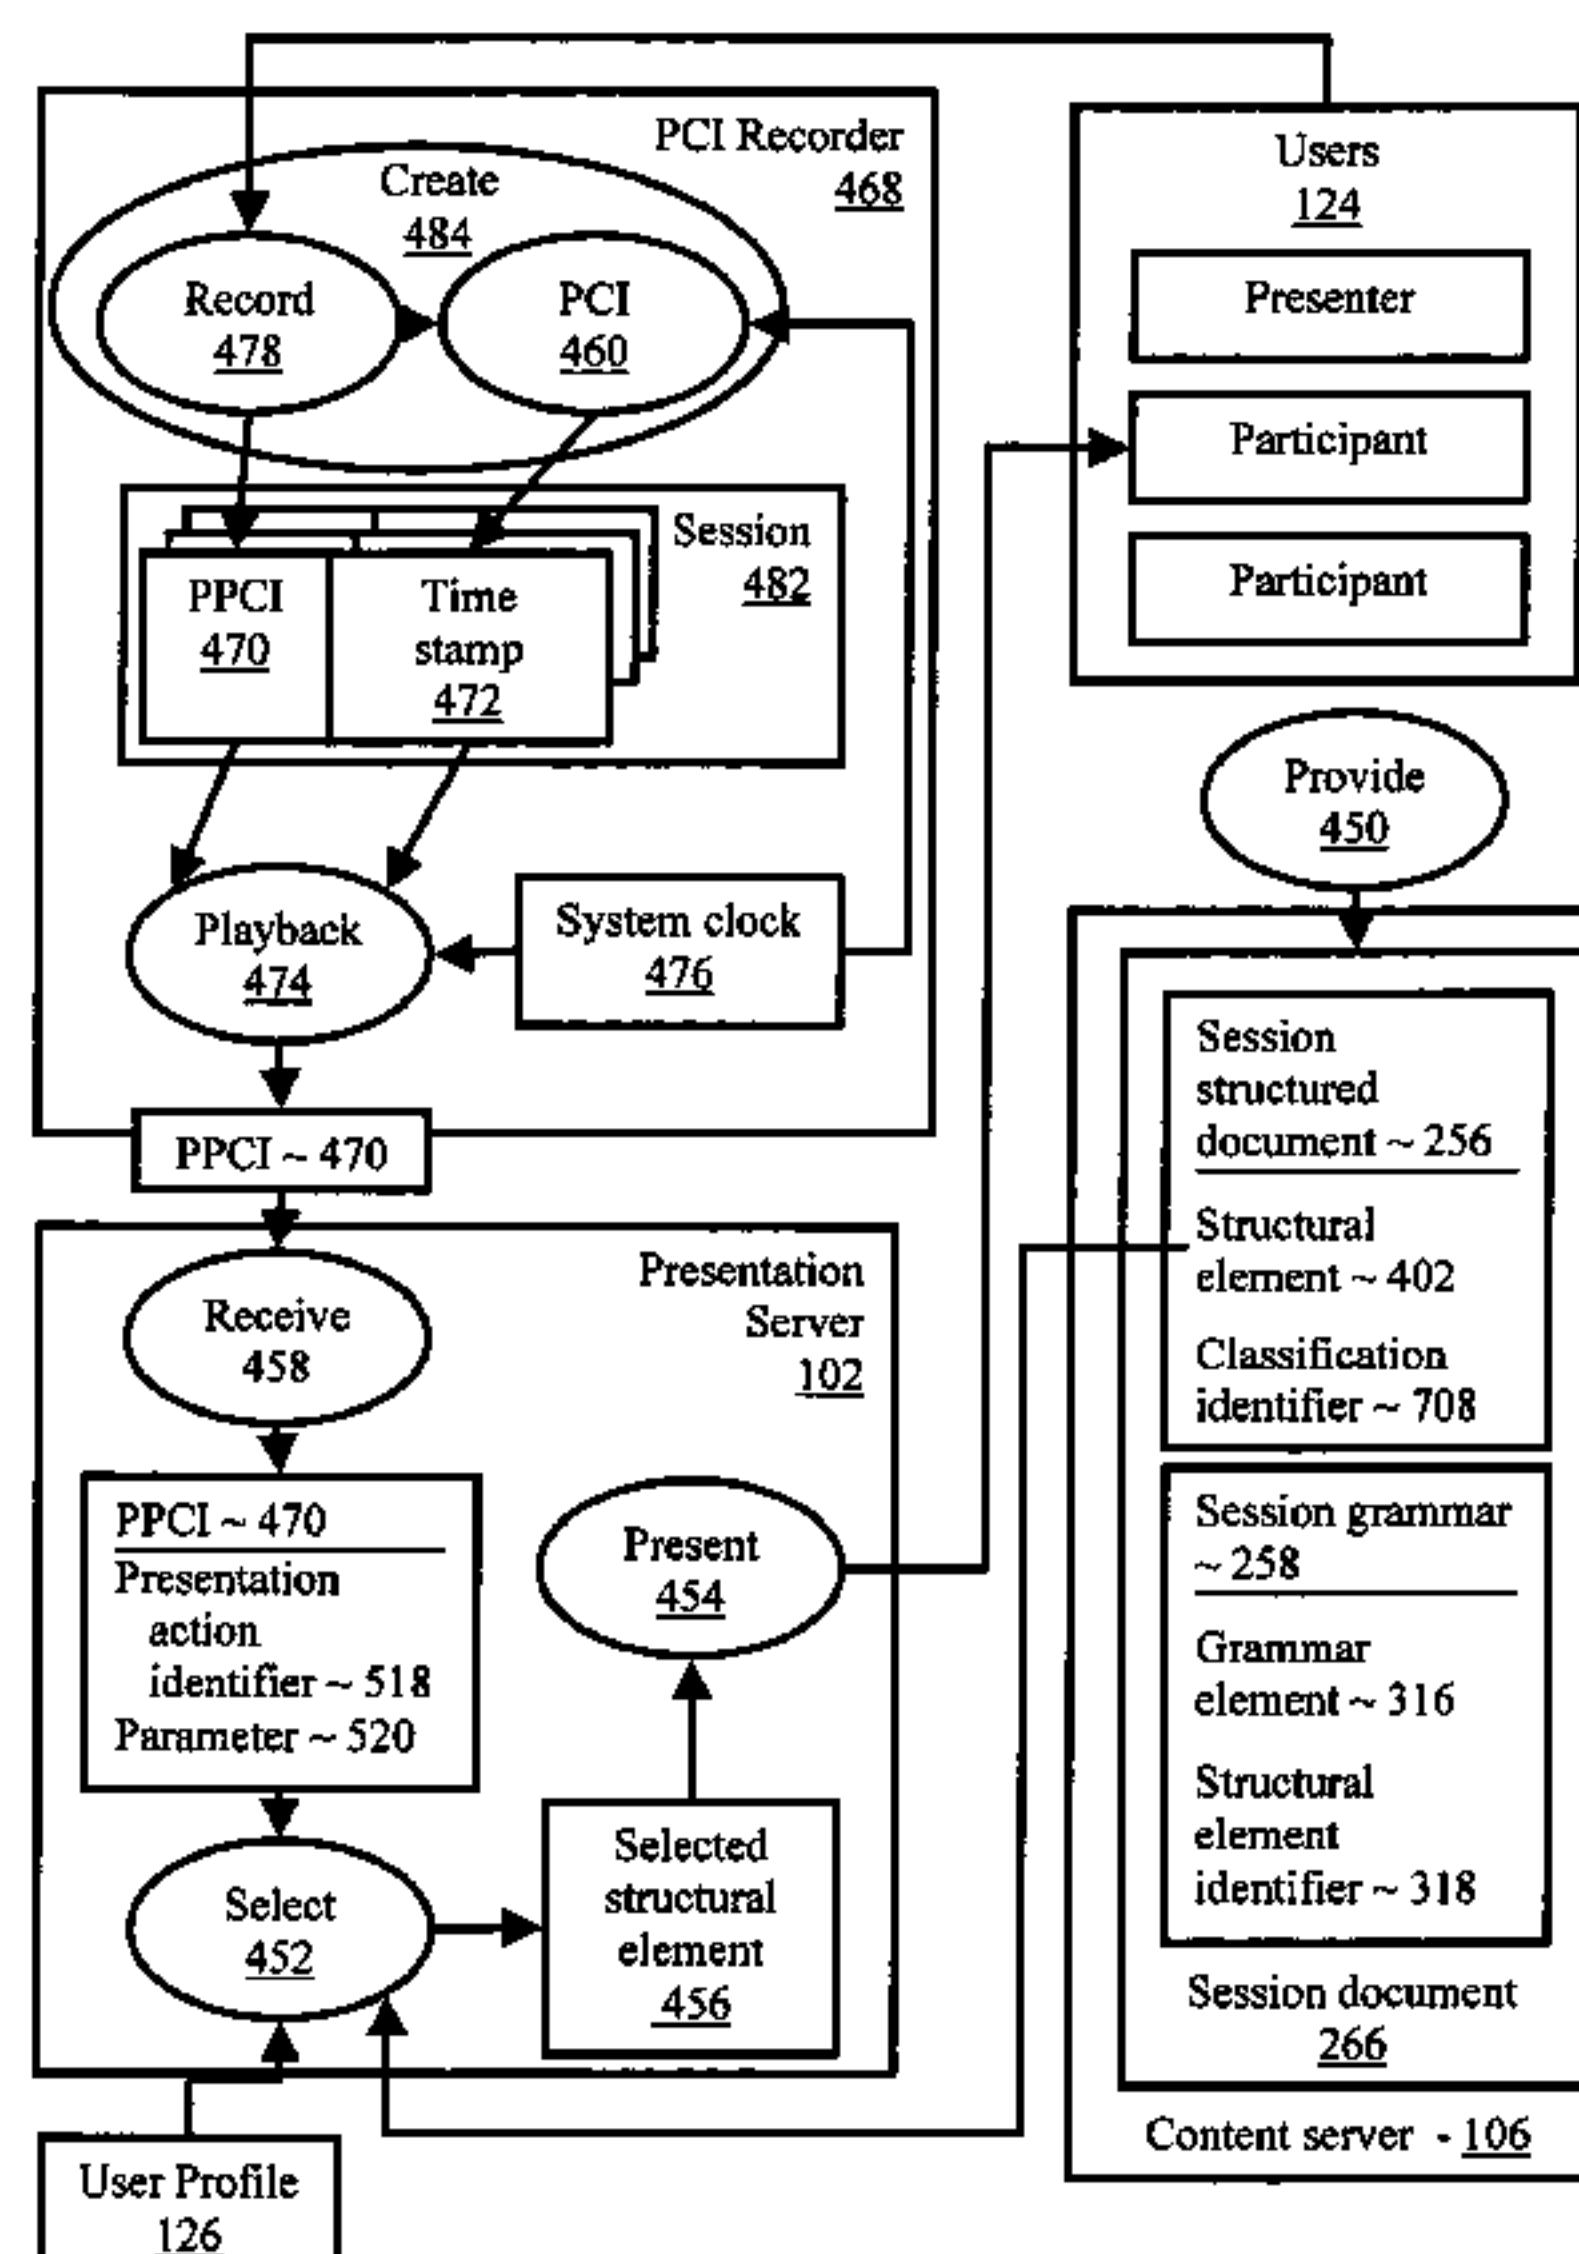 PCI Recorder
468
Create
484
Record
478
PCI
460
Session
482
PPCI
470
Time
stamp
472
Playback
474
System clock
476
PPCI ~ 470
Presentation
Server
102
Receive
458
PPCI ~ 470
Presentation
action
identifier ~ 518
Parameter ~ 520
Present
454
Select
452
Selected
structural
element
456
User Profile
126
Users
124
Presenter
Participant
Participant
Provide
450
Session
structured
document ~ 256
Structural
element ~ 402
Classification
identifier ~ 708
Session grammar
~ 258
Grammar
element ~ 316
Structural
element
identifier ~ 318
Session document
266
Content server - 106